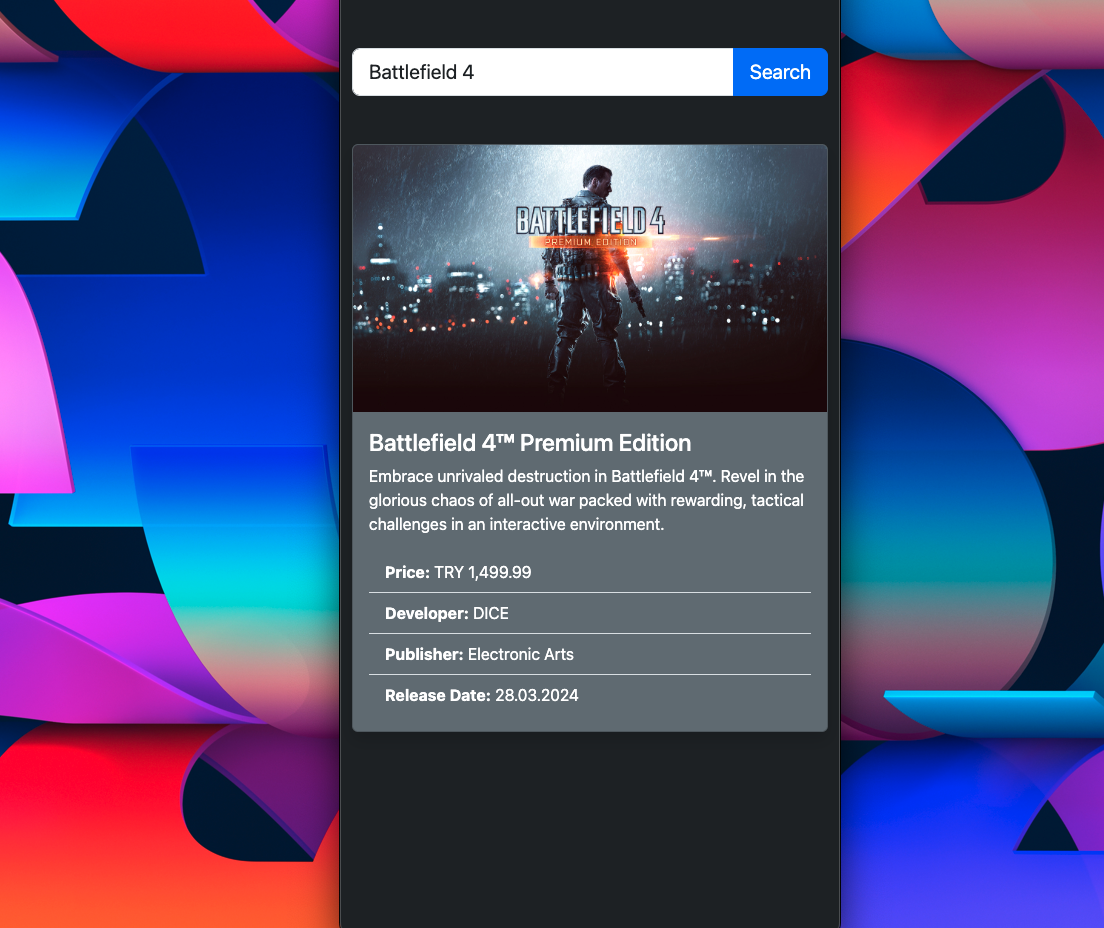 Battlefield 4
Search
BATTLEFIELD 4
PREMIUM EDITION
Battlefield 4™ Premium Edition
Embrace unrivaled destruction in Battlefield 4™. Revel in the
glorious chaos of all-out war packed with rewarding, tactical
challenges in an interactive environment.
Price: TRY 1,499.99
Developer: DICE
Publisher: Electronic Arts
Release Date: 28.03.2024